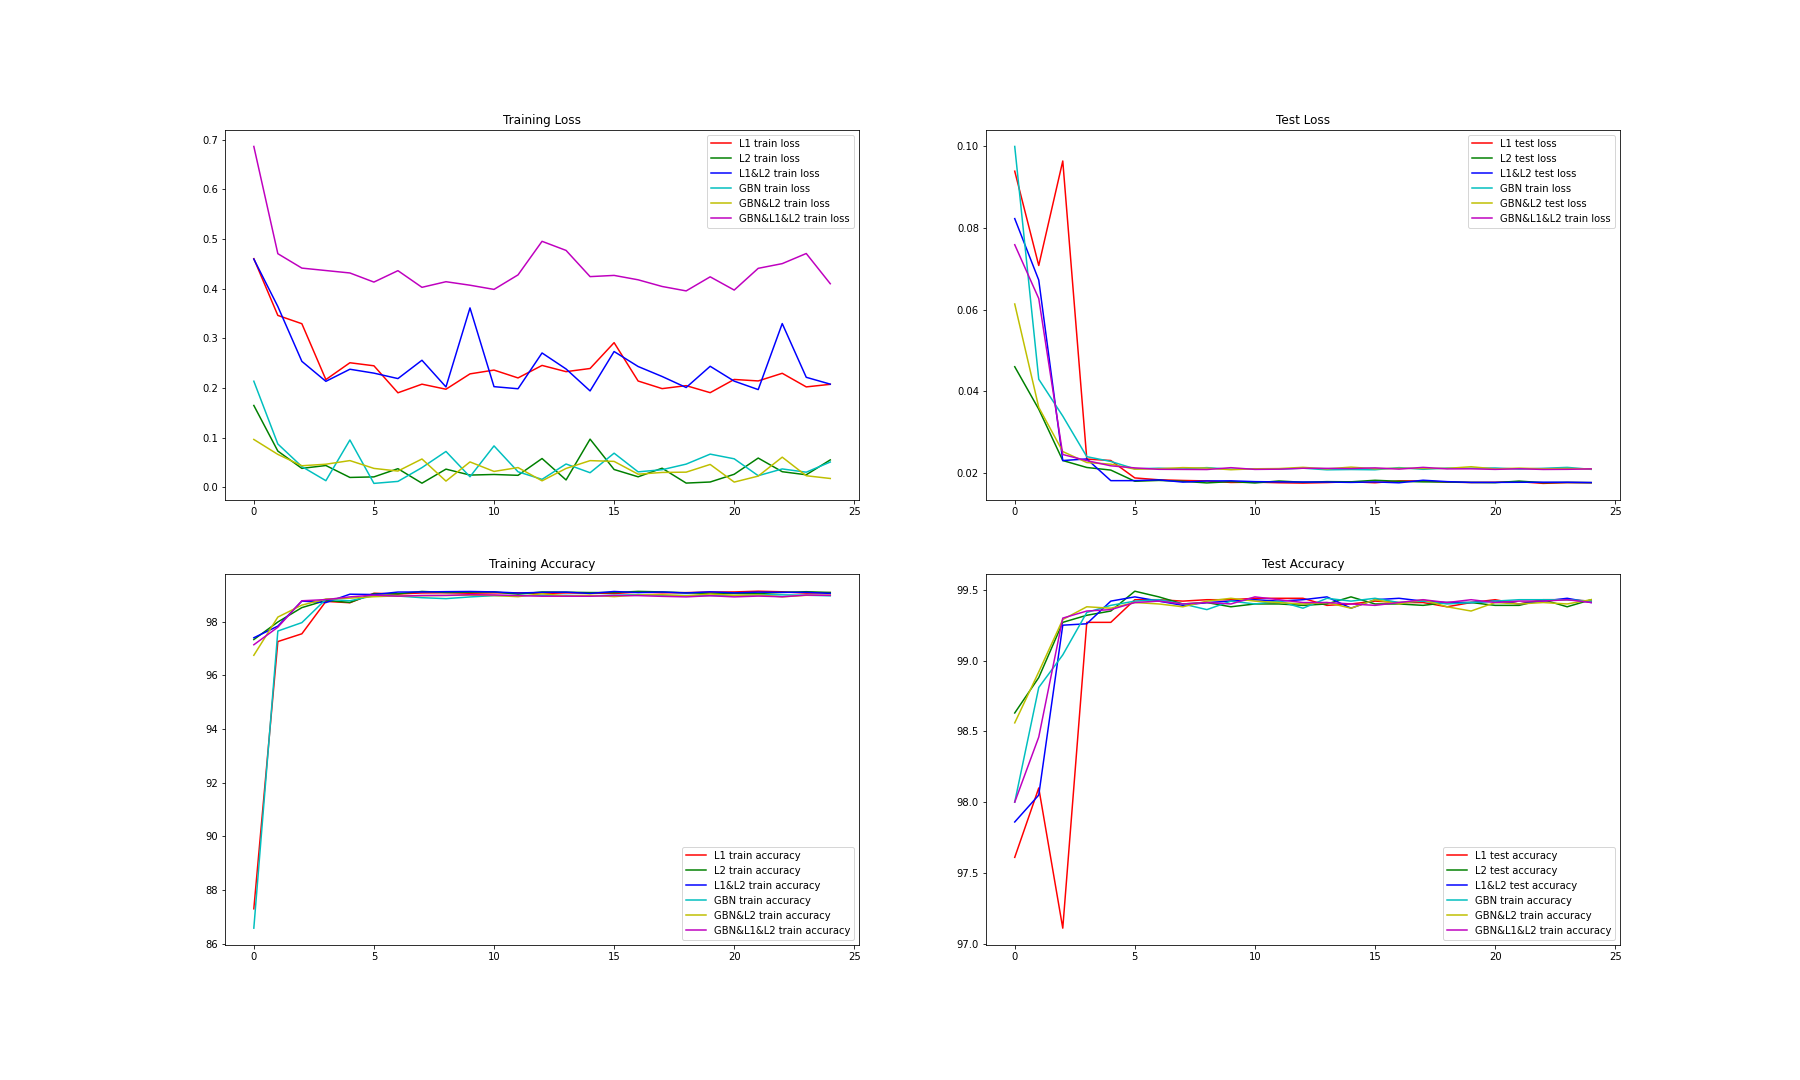 Training Loss
0.7
0.6
0.5
0.4
0.3
0.2
0.1
0.0
0 5 10 15 20 25
L1 train loss
L2 train loss
L1&L2 train loss
GBN train loss
GBN&L2 train loss
GBN&L1&L2 train loss
Test Loss
0.10
0.08
0.06
0.04
0.02
0 5 10 15 20 25
L1 test loss
L2 test loss
L1&L2 test loss
GBN train loss
GBN&L2 test loss
GBN&L1&L2 train loss
Training Accuracy
98
96
94
92
90
88
86
0 5 10 15 20 25
L1 train accuracy
L2 train accuracy
L1&L2 train accuracy
GBN train accuracy
GBN&L2 train accuracy
GBN&L1&L2 train accuracy
Test Accuracy
99.5
99.0
98.5
98.0
97.5
97.0
0 5 10 15 20 25
L1 test accuracy
L2 test accuracy
L1&L2 test accuracy
GBN train accuracy
GBN&L2 train accuracy
GBN&L1&L2 train accuracy